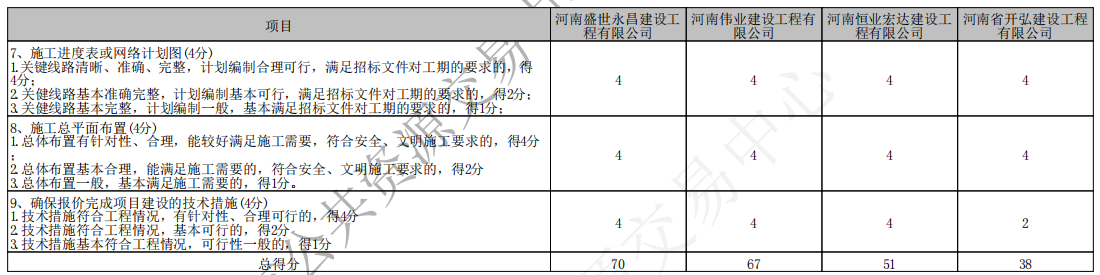 项目
河南盛世永昌建设工
程有限公司
河南伟业建设工程有
限公司
河南恒业宏达建设工
程有限公司
河南省开弘建设工程
有限公司
7、施工进度表或网络计划图(4分)
1.关键线路清晰、准确、完整，计划编制合理可行，满足招标文件对工期的要求的，得
4分；
2.关健线路基本准确完整，计划编制基本可行，满足招标文件对工期的要求的，得2分；
3.关健线路基本完整，计划编制一般，基本满足招标文件对工期的要求的，得1分；
4
4
4
4
8、施工总平面布置(4分)
1.总体布置有针对性、合理，能较好满足施工需要，符合安全、文明施工要求的，得4分
；
2.总体布置基本合理，能满足施工需要的，符合安全、文明施工要求的，得2分
3.总体布置一般，基本满足施工需要的，得1分。
4
4
4
4
9、确保报价完成项目建设的技术措施(4分)
1.技术措施符合工程情况，有针对性、合理可行的，得4分
2.技术措施符合工程情况，基本可行的，得2分
3.技术措施基本符合工程情况，可行性一般的，得1分
4
4
4
2
总得分
70
67
51
38
公共资源交易中
交易中心